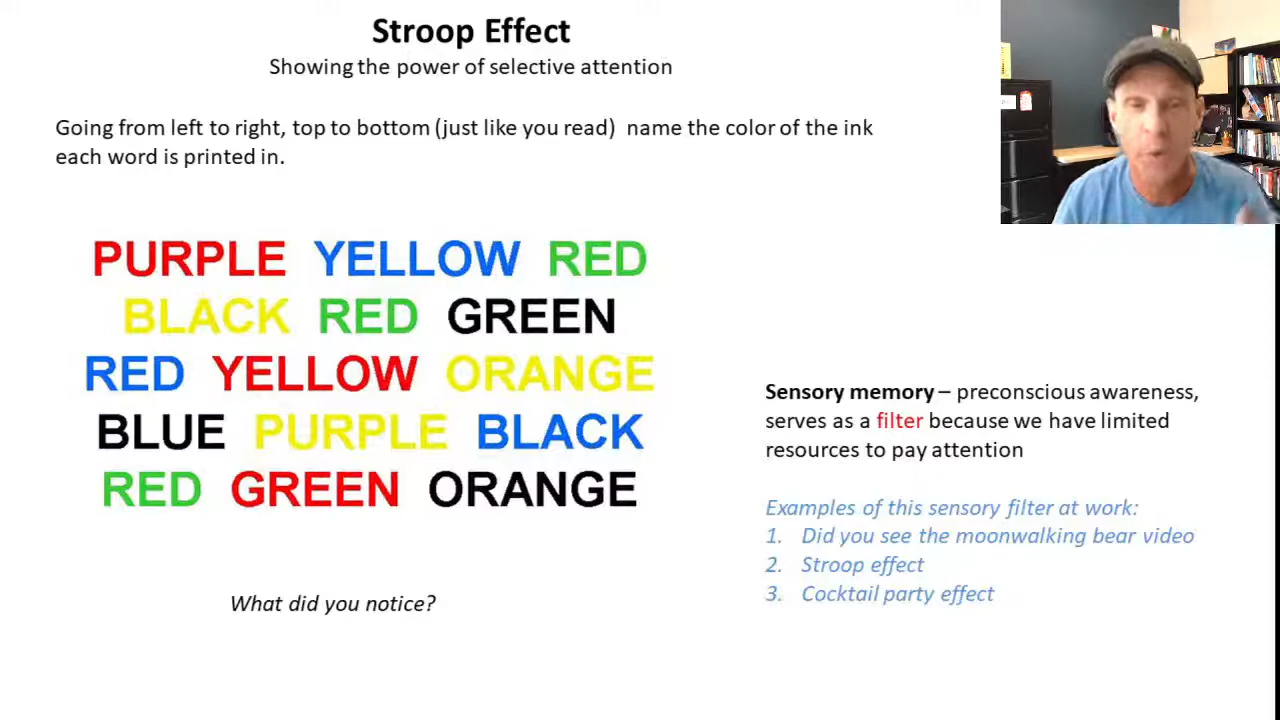 Stroop Effect
Showing the power of selective attention
Going from left to right, top to bottom (just like you read) name the color of the ink
each word is printed in.
PURPLE YELLOW RED
BLACK RED GREEN
RED YELLOW ORANGE
BLUE PURPLE BLACK
RED GREEN ORANGE
What did you notice?
Sensory memory – preconscious awareness,
serves as a filter because we have limited
resources to pay attention
Examples of this sensory filter at work:
1. Did you see the moonwalking bear video
2. Stroop effect
3. Cocktail party effect